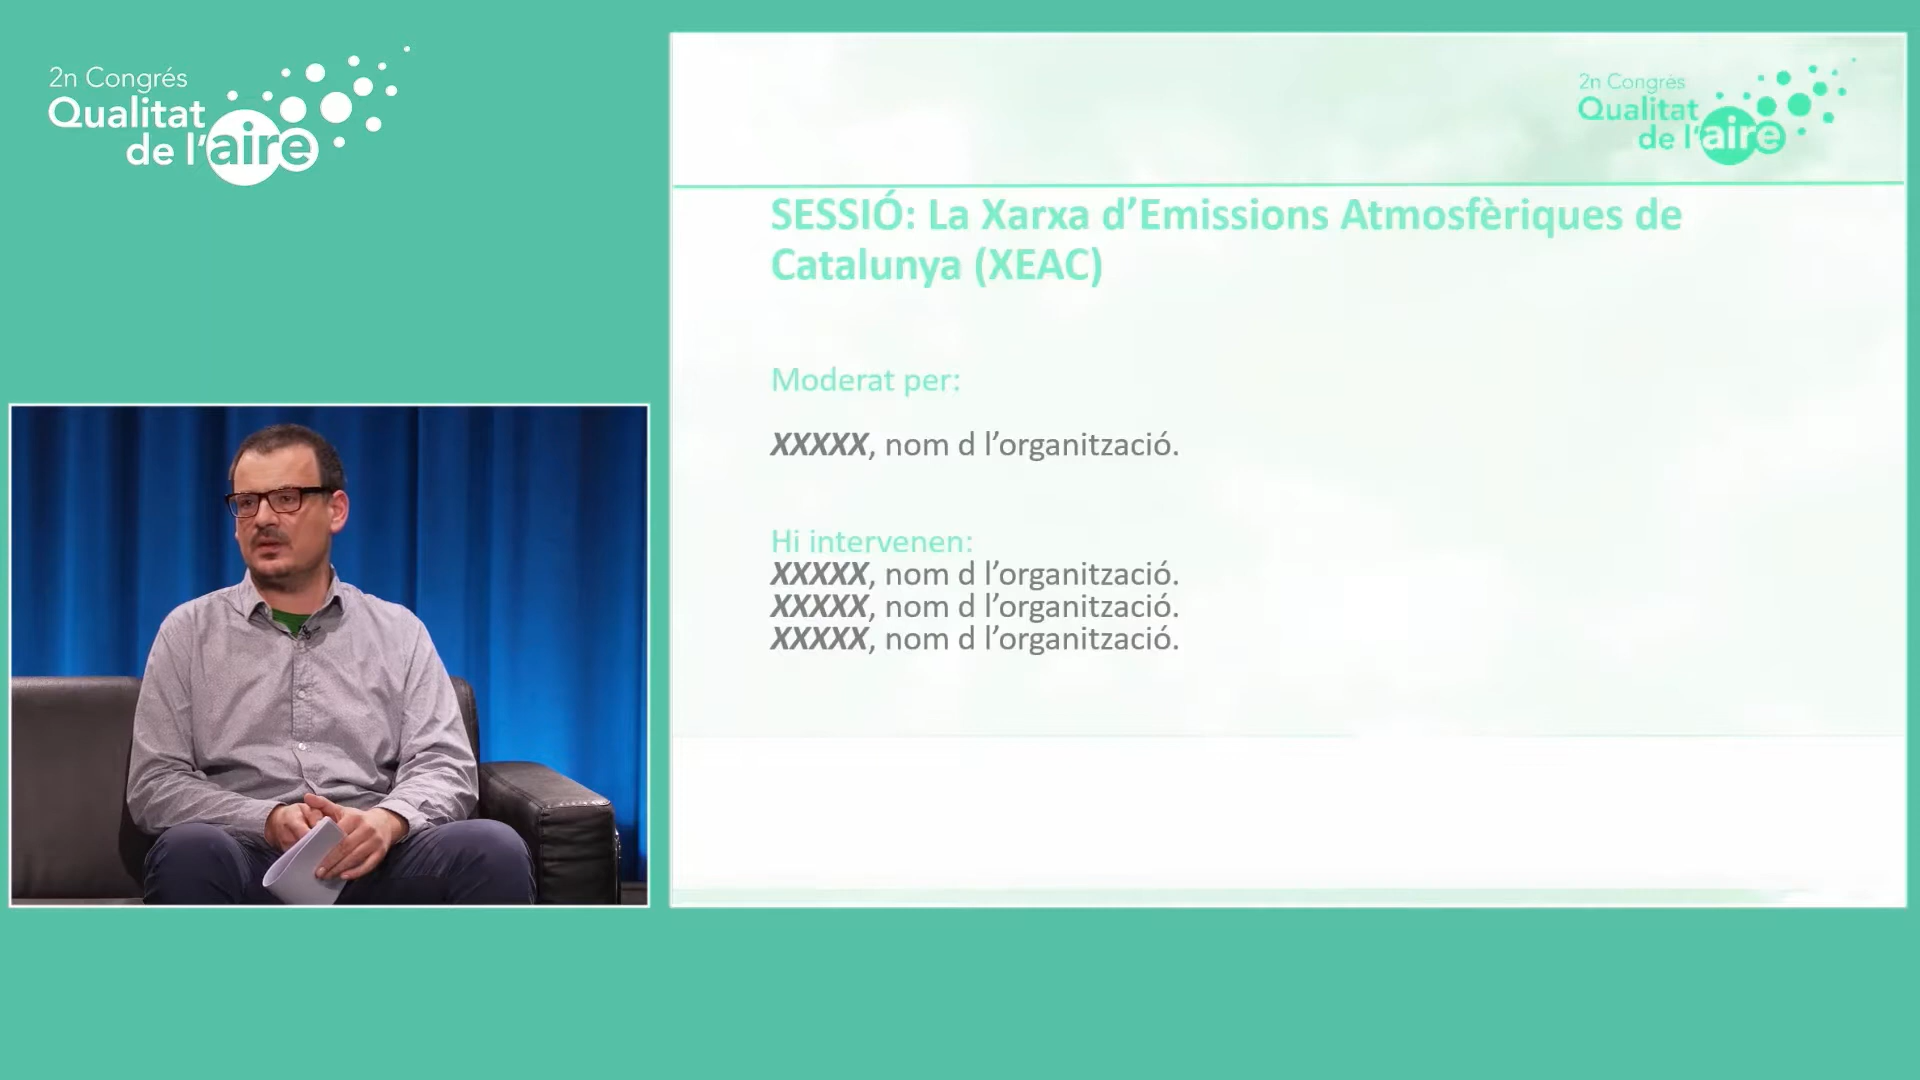 2n Congrés
Qualitat
de l'aire
2n Congrés
Qualitat
de l'aire
SESSIÓ: La Xarxa d’Emissions Atmosfèriques de
Catalunya (XEAC)
Moderat per:
XXXXX, nom d l’organització.
Hi intervenen:
XXXXX, nom d l’organització.
XXXXX, nom d l’organització.
XXXXX, nom d l’organització.